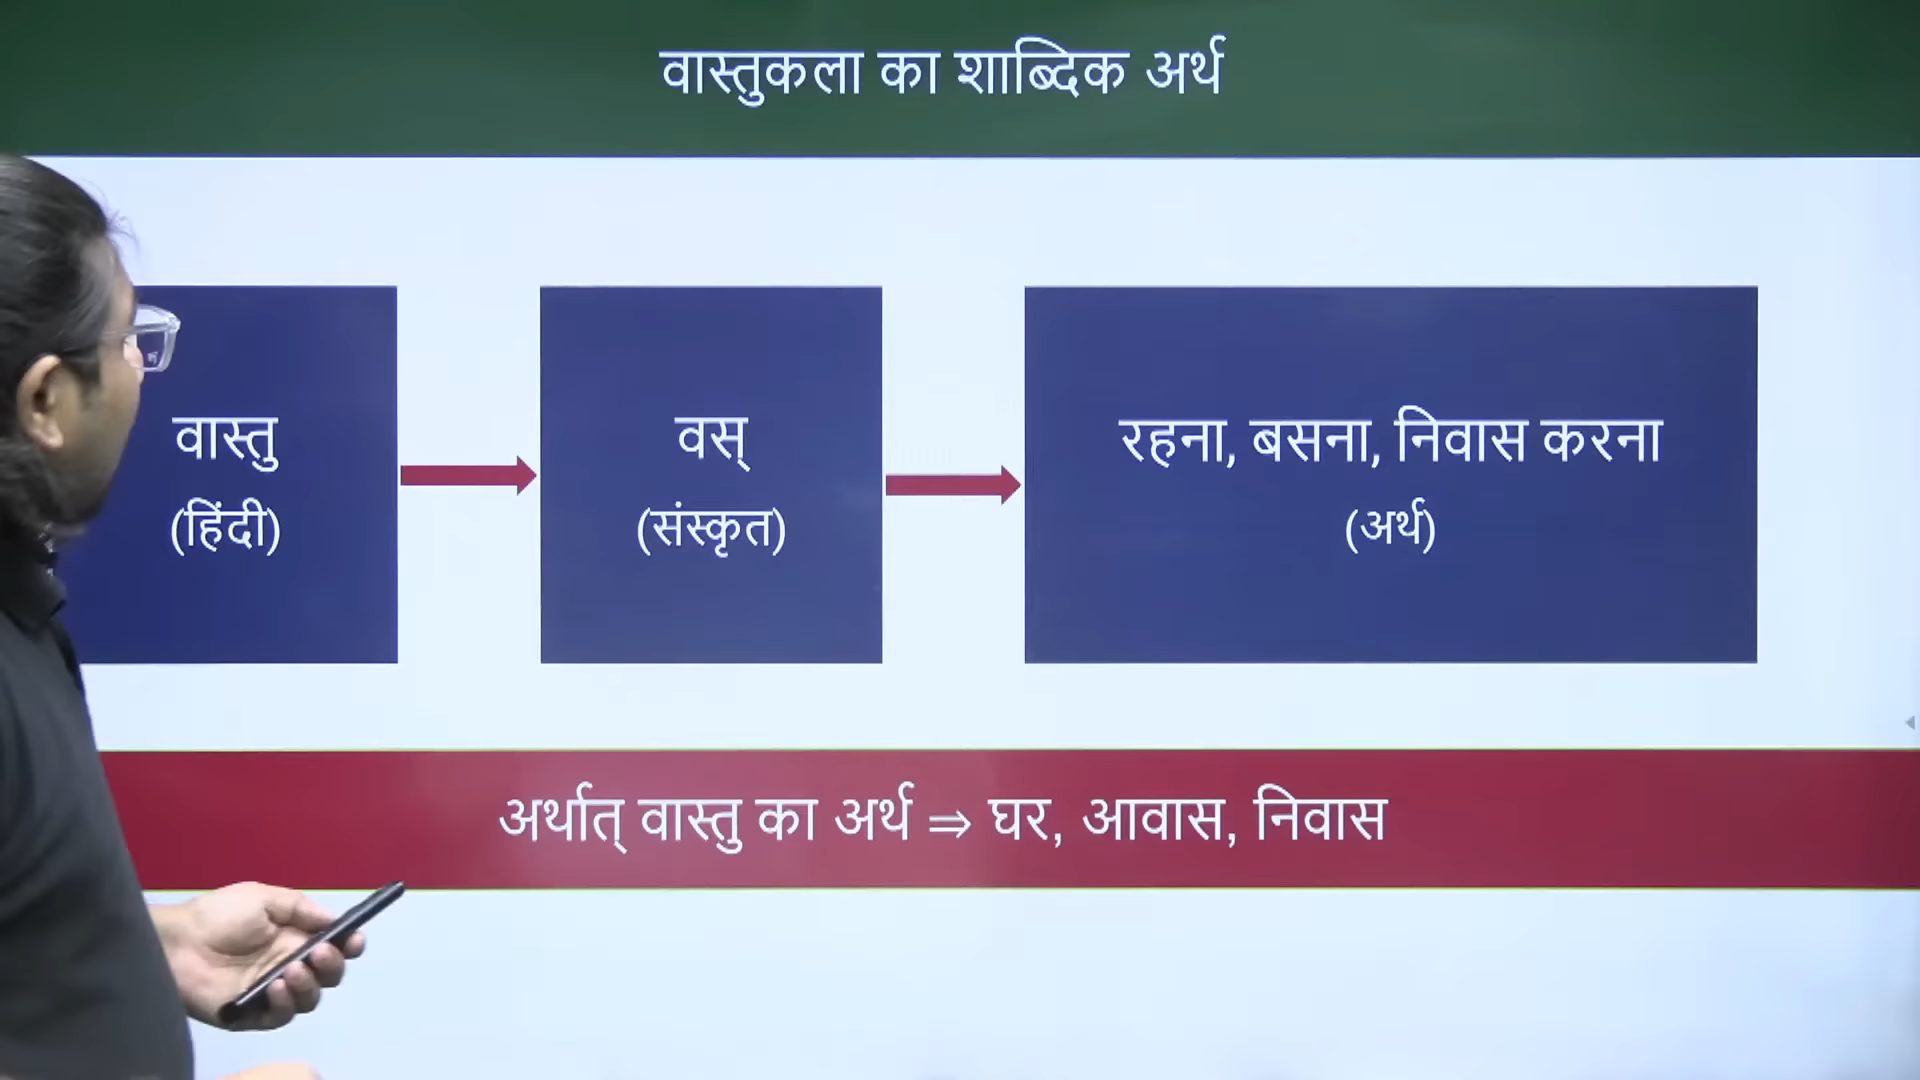 वास्तुकला का शाब्दिक अर्थ
वास्तु
(हिंदी)
वस्
(संस्कृत)
रहना, बसना, निवास करना
(अर्थ)
अर्थात् वास्तु का अर्थ ⇒ घर, आवास, निवास